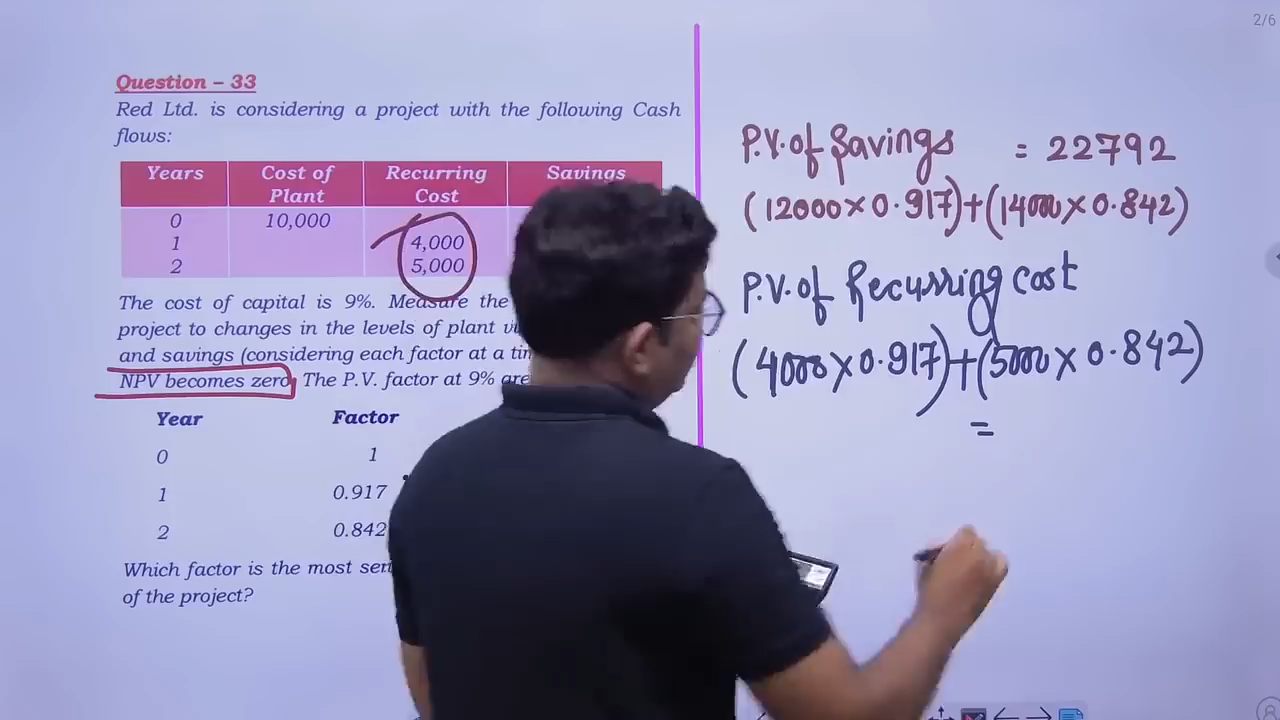 2/6
Question – 33
Red Ltd. is considering a project with the following Cash
flows:
Years Cost of Plant Recurring Cost Savings
0 10,000
1 4,000
2 5,000
The cost of capital is 9%. Measure the
project to changes in the levels of plant
and savings (considering each factor at a
NPV becomes zero. The P.V. factor at 9% are
Year Factor
0 1
1 0.917
2 0.842
Which factor is the most
of the project?
P.V. of Savings = 22792
(12000 × 0.917) + (14000 × 0.842)
P.V. of Recurring cost
(4000 × 0.917) + (5000 × 0.842)
=